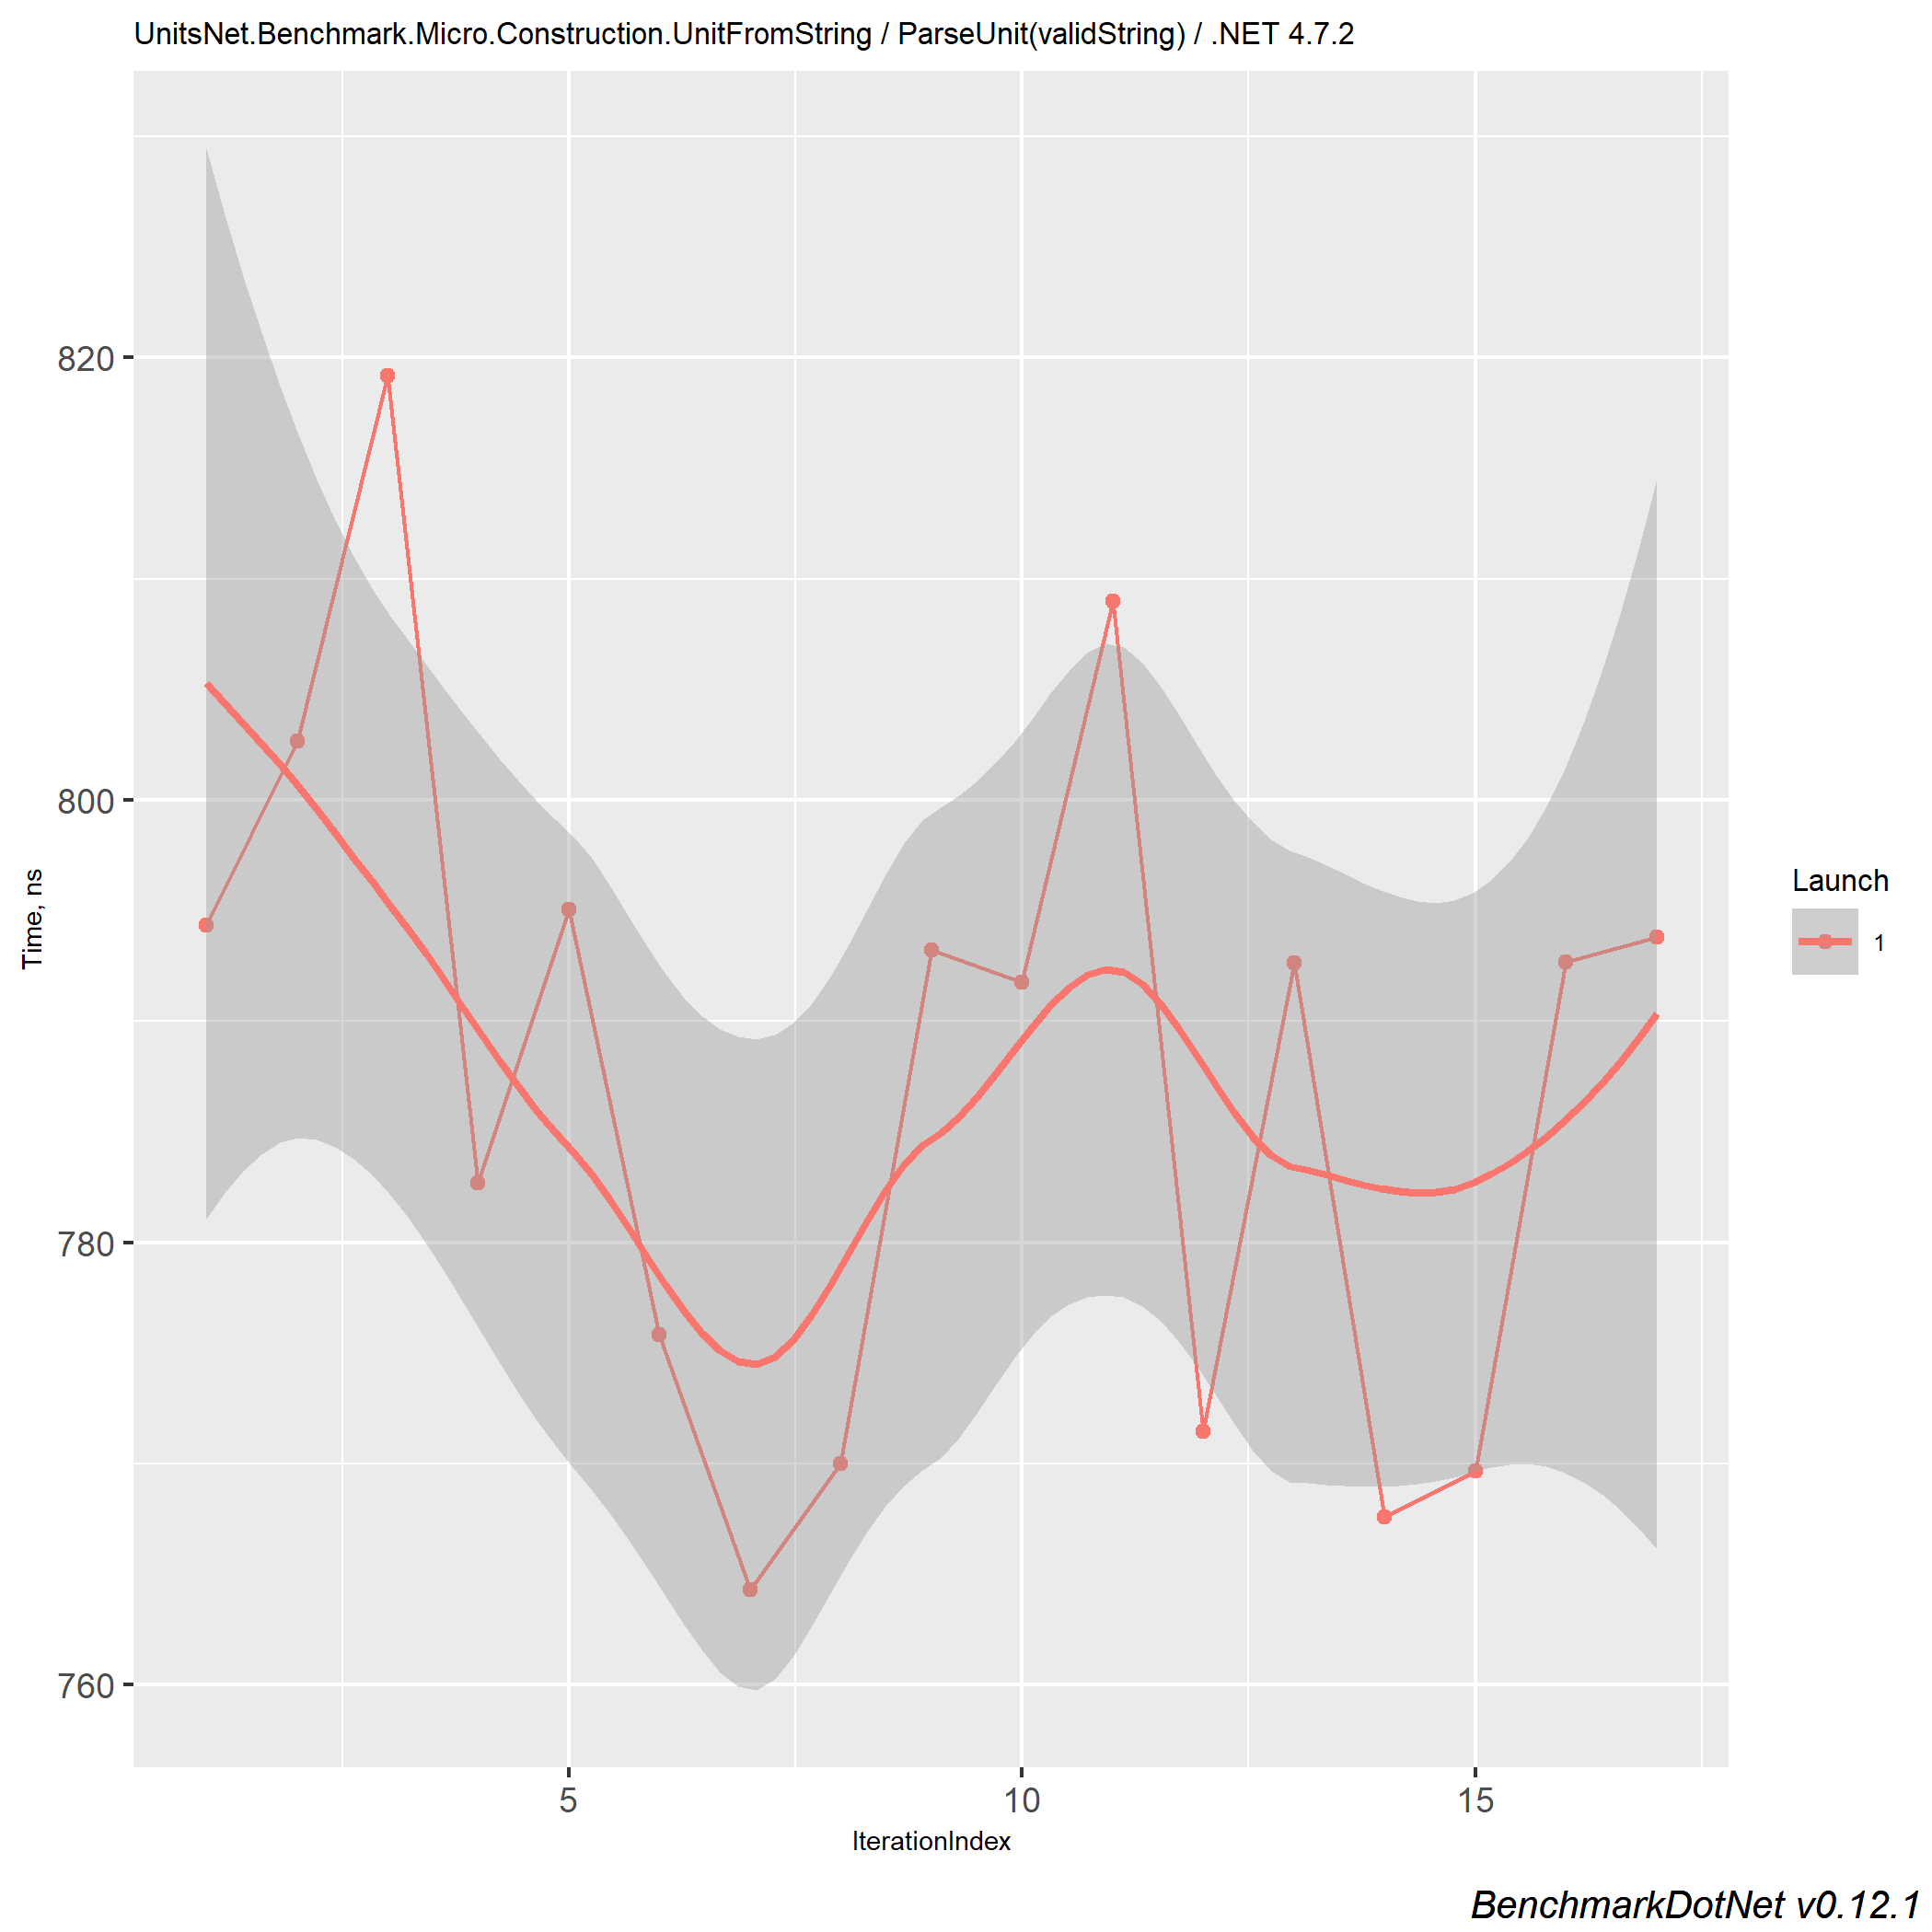 UnitsNet.Benchmark.Micro.Construction.UnitFromString / ParseUnit(validString) / .NET 4.7.2
820
800
780
760
Time, ns
5
10
15
IterationIndex
Launch
1
BenchmarkDotNet v0.12.1